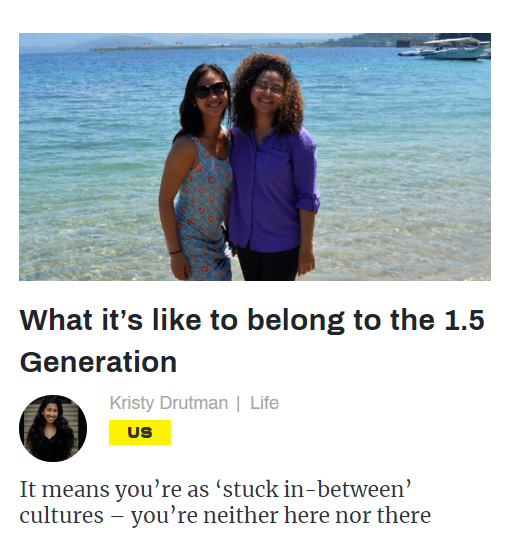 What it’s like to belong to the 1.5
Generation
Kristy Drutman | Life
US
It means you’re as ‘stuck in-between’
cultures – you’re neither here nor there